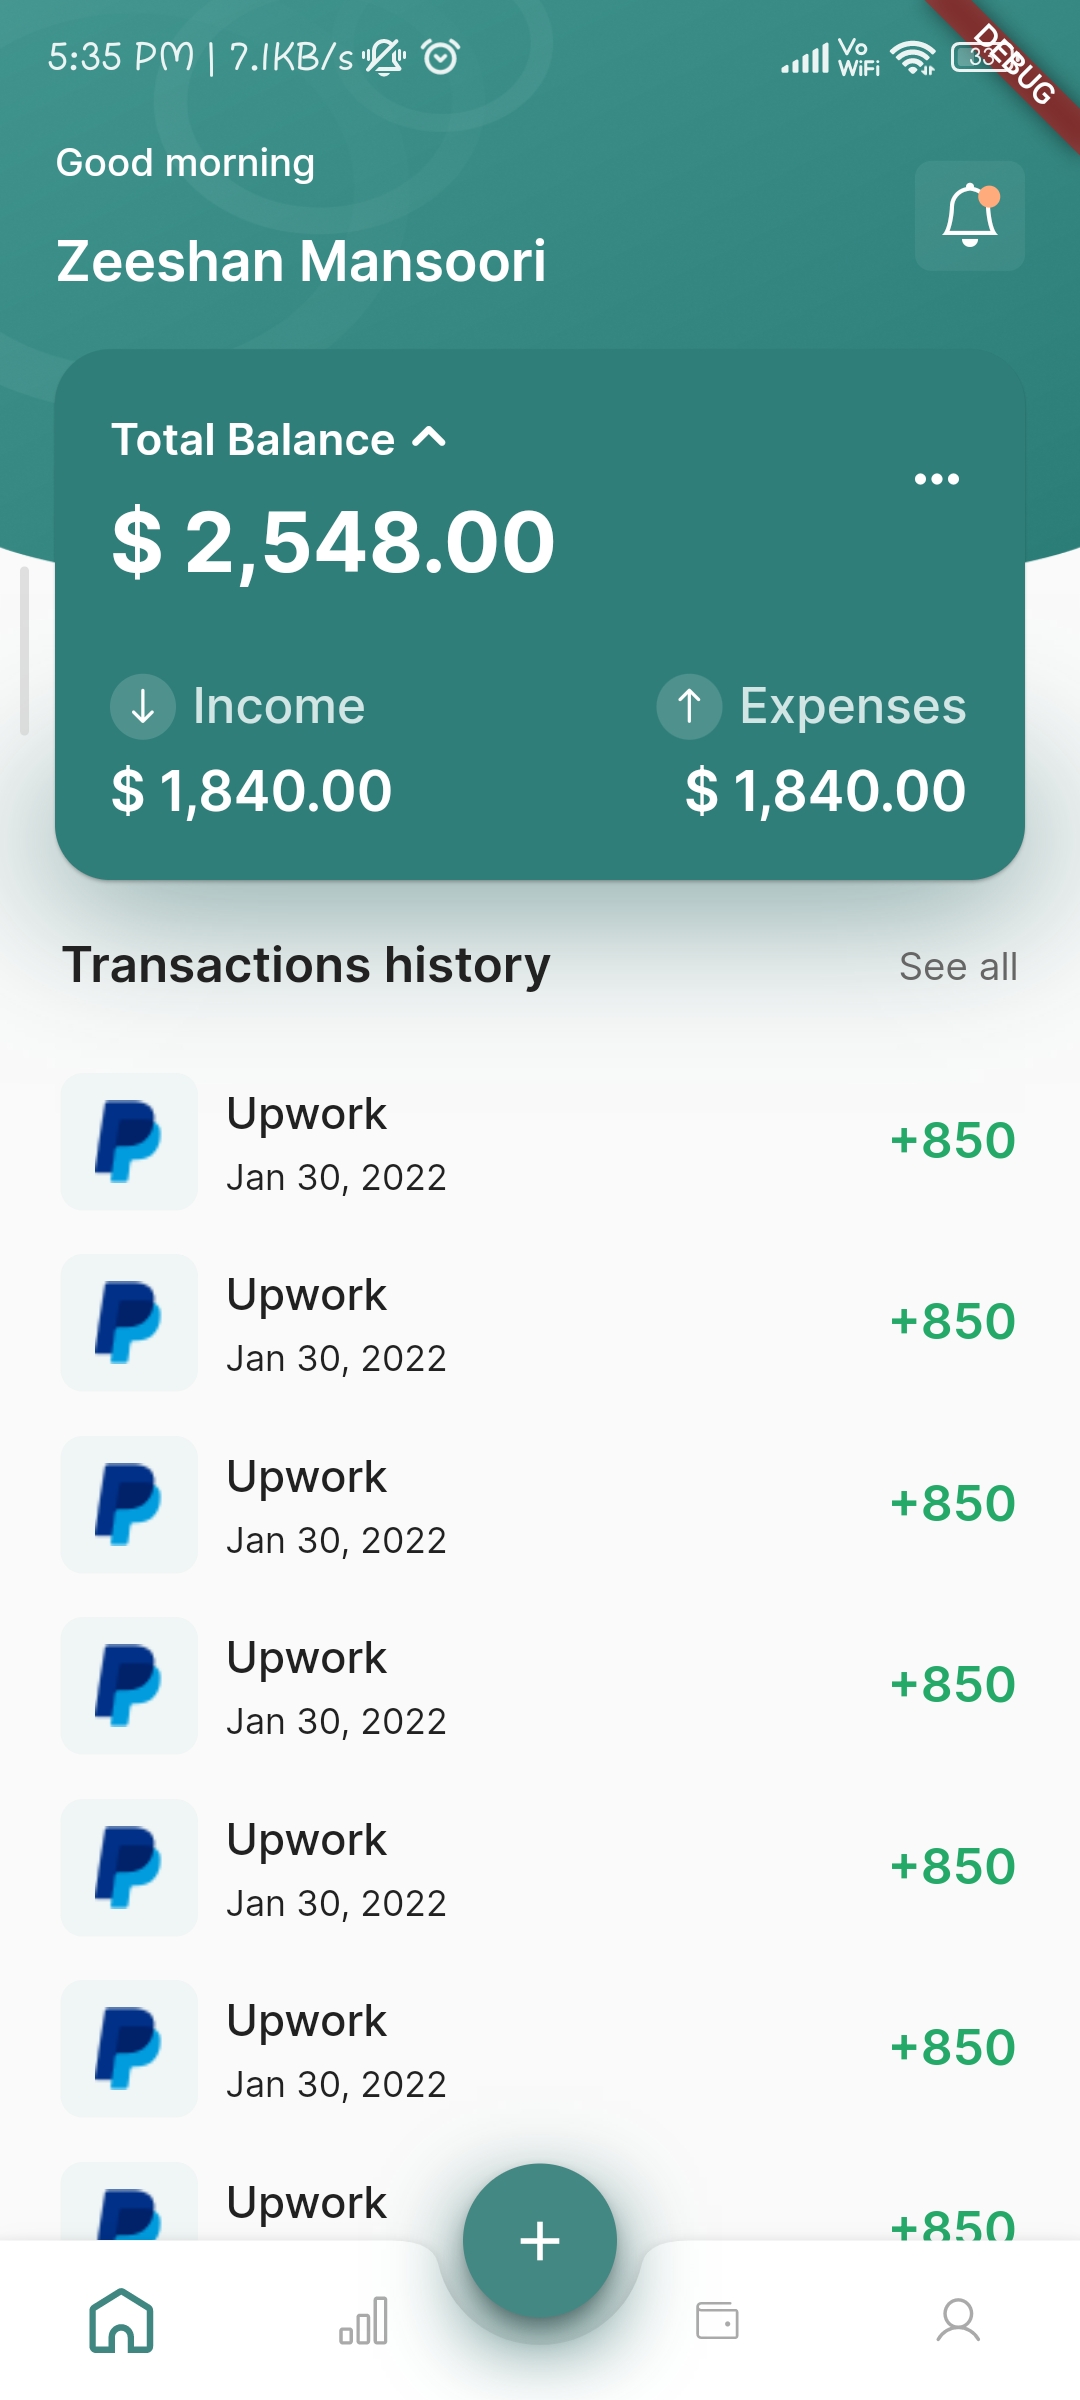 5:35 PM | 7.1KB/s
Vo
WiFi
33
DEBUG
Good morning
Zeeshan Mansoori
Total Balance
$ 2,548.00
Income
Expenses
$ 1,840.00
$ 1,840.00
Transactions history
See all
Upwork
+850
Jan 30, 2022
Upwork
+850
Jan 30, 2022
Upwork
+850
Jan 30, 2022
Upwork
+850
Jan 30, 2022
Upwork
+850
Jan 30, 2022
Upwork
+850
Jan 30, 2022
Upwork
+850